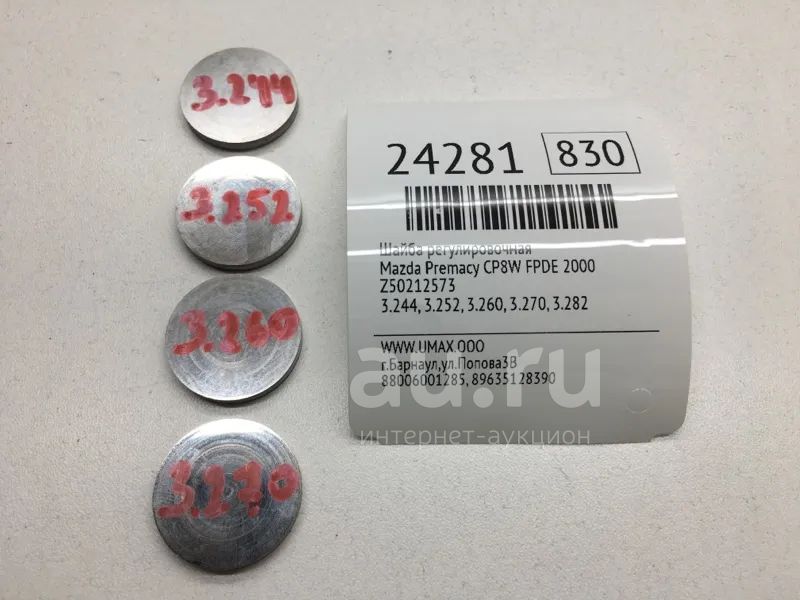 3.244
3.252
3.260
3.270
24281 830
Шайба регулировочная
Mazda Premacy CP8W FPDE 2000
Z50212573
3.244, 3.252, 3.260, 3.270, 3.282
WWW.UMAX.OOO
г.Барнаул,ул.Попова3В
88006001285, 89635128390
au.ru
интернет-аукцион